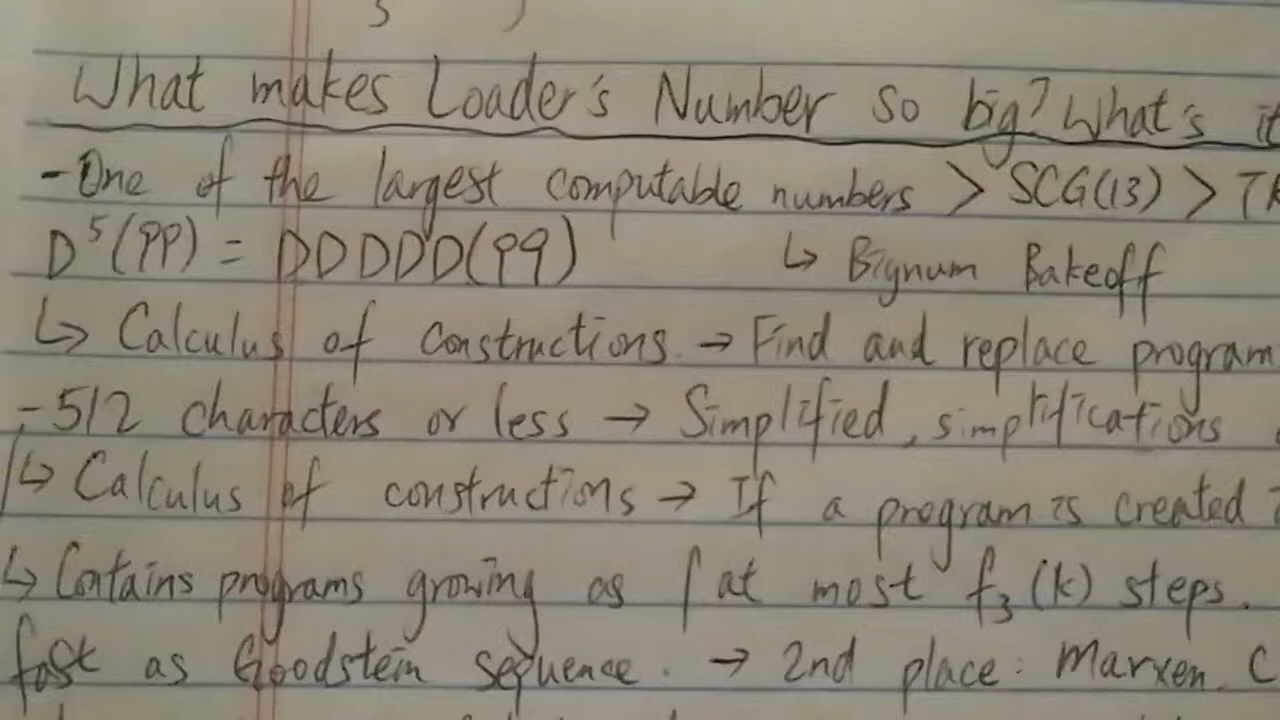 What makes Loader's Number so big? What's it
- One of the largest computable numbers > SCG(13) > TR
D⁵(99) = DDDDD(99)
↳ Bignum Bakeoff
↳ Calculus of constructions. → Find and replace program
- 512 characters or less → Simplified, simplifications
↳ Calculus of constructions → If a program is created
↳ Contains programs growing as ⌠ at most f₃(k) steps.
fast as Goodstein sequence. → 2nd place: Marxen. C